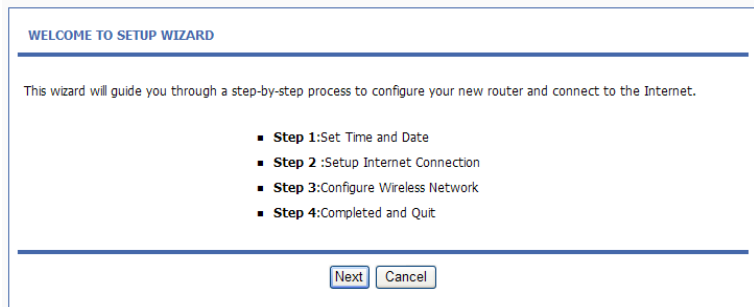 WELCOME TO SETUP WIZARD
This wizard will guide you through a step-by-step process to configure your new router and connect to the Internet.
Step 1:Set Time and Date
Step 2 :Setup Internet Connection
Step 3:Configure Wireless Network
Step 4:Completed and Quit
Next Cancel